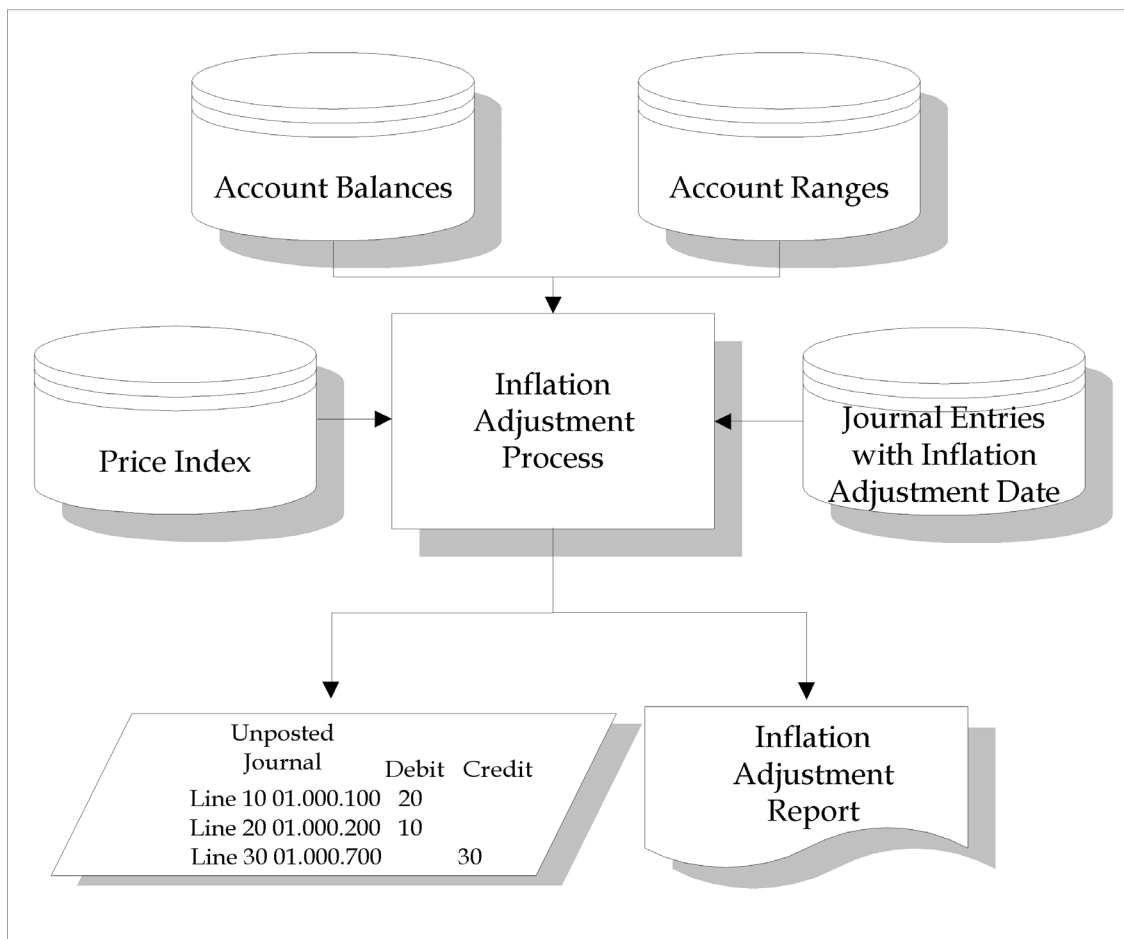 Account Balances
Account Ranges
Price Index
Inflation
Adjustment
Process
Journal Entries
with Inflation
Adjustment Date
Unposted
Journal
Debit Credit
Line 10 01.000.100 20
Line 20 01.000.200 10
Line 30 01.000.700 30
Inflation
Adjustment
Report